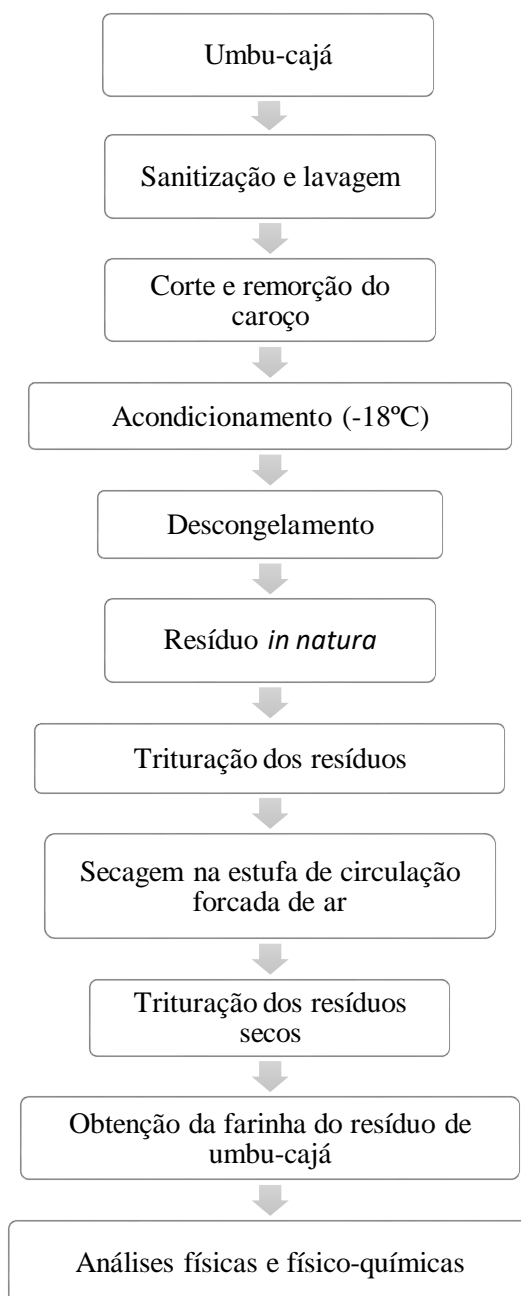 Umbu-cajá
Sanitização e lavagem
Corte e remorção do
caroço
Acondicionamento (-18ºC)
Descongelamento
Resíduo in natura
Trituração dos resíduos
Secagem na estufa de circulação
forcada de ar
Trituração dos resíduos
secos
Obtenção da farinha do resíduo de
umbu-cajá
Análises físicas e físico-químicas